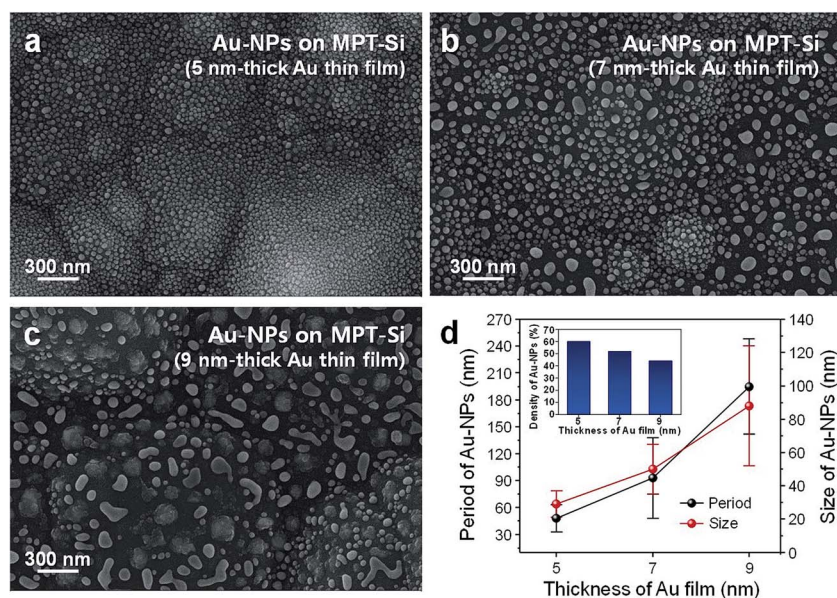 a
Au-NPs on MPT-Si
(5 nm-thick Au thin film)
300 nm
b
Au-NPs on MPT-Si
(7 nm-thick Au thin film)
300 nm
c
Au-NPs on MPT-Si
(9 nm-thick Au thin film)
300 nm
d
Period of Au-NPs (nm)
270
240
210
180
150
120
90
60
30
Density of Au-NPs (%)
70
60
50
40
30
20
10
0
5 7 9
Thickness of Au film (nm)
Period
Size
140
120
100
80
60
40
20
0
Size of Au-NPs (nm)
5 7 9
Thickness of Au film (nm)